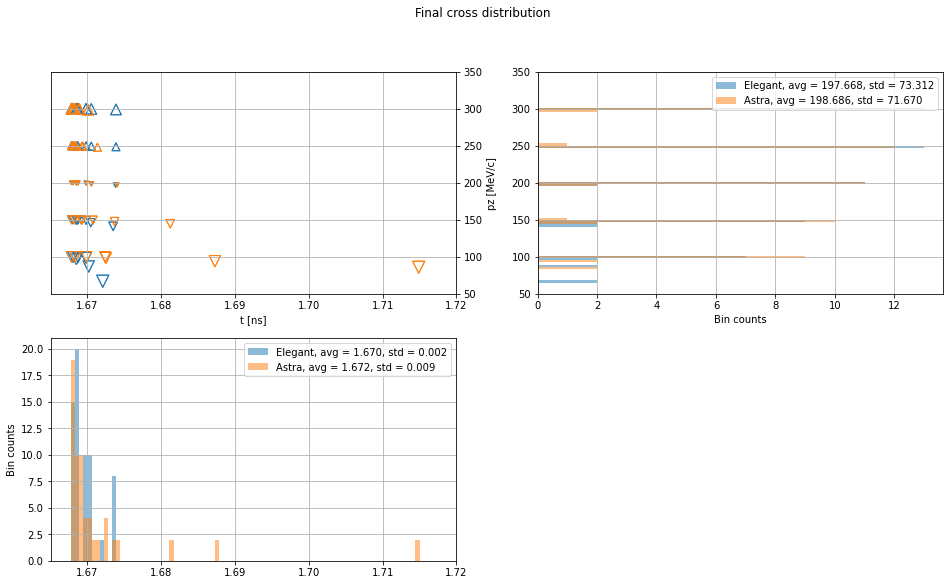 Final cross distribution
350
300
250
200
150
100
50
pz [MeV/c]
1.67 1.68 1.69 1.70 1.71 1.72
t [ns]
Elegant, avg = 197.668, std = 73.312
Astra, avg = 198.686, std = 71.670
350
300
250
200
150
100
50
0 2 4 6 8 10 12
Bin counts
Elegant, avg = 1.670, std = 0.002
Astra, avg = 1.672, std = 0.009
Bin counts
20.0
17.5
15.0
12.5
10.0
7.5
5.0
2.5
0.0
1.67 1.68 1.69 1.70 1.71 1.72